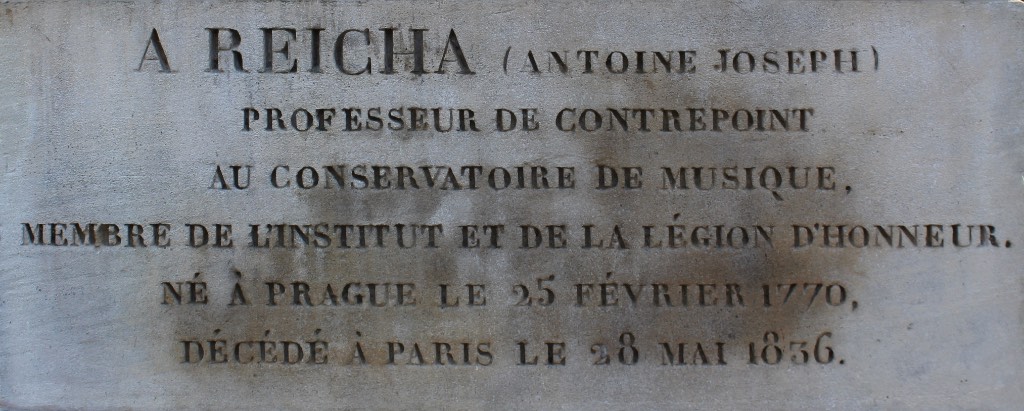 A REICHA (ANTOINE JOSEPH)
PROFESSEUR DE CONTREPOINT
AU CONSERVATOIRE DE MUSIQUE,
MEMBRE DE L'INSTITUT ET DE LA LÉGION D'HONNEUR.
NÉ À PRAGUE LE 25 FÉVRIER 1770,
DÉCÉDÉ À PARIS LE 28 MAI 1836.